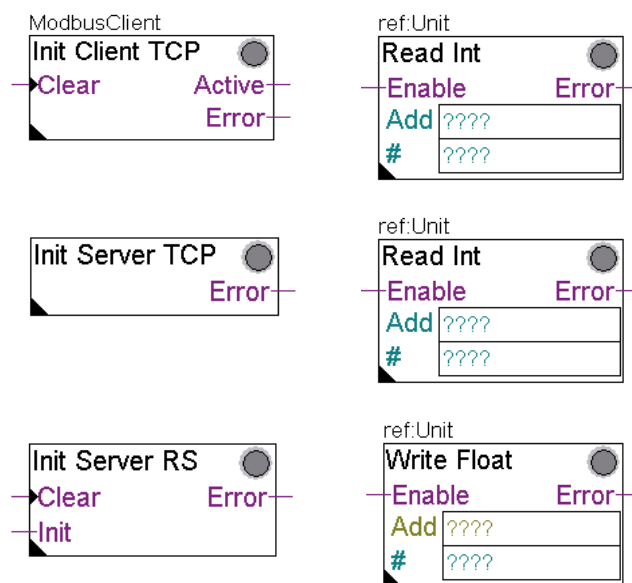 ModbusClient
Init Client TCP
Clear Active
Error
ref:Unit
Read Int
Enable Error
Add ????
# ????
Init Server TCP
Error
ref:Unit
Read Int
Enable Error
Add ????
# ????
Init Server RS
Clear Error
Init
ref:Unit
Write Float
Enable Error
Add ????
# ????